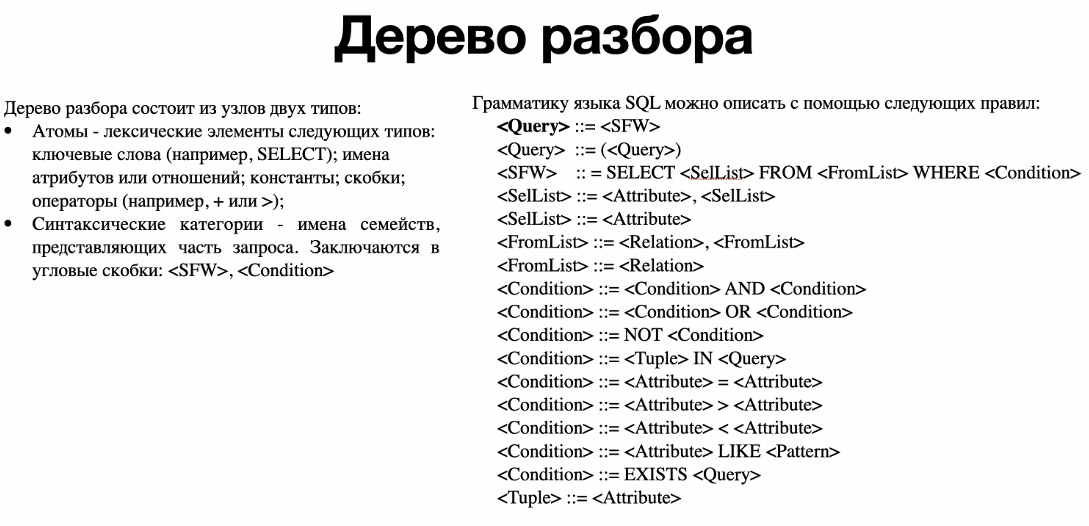 Дерево разбора
Дерево разбора состоит из узлов двух типов:
• Атомы - лексические элементы следующих типов:
ключевые слова (например, SELECT); имена
атрибутов или отношений; константы; скобки;
операторы (например, + или >);
• Синтаксические категории - имена семейств,
представляющих часть запроса. Заключаются в
угловые скобки: <SFW>, <Condition>
Грамматику языка SQL можно описать с помощью следующих правил:
<Query> ::= <SFW>
<Query> ::= (<Query>)
<SFW> :: = SELECT <SelList> FROM <FromList> WHERE <Condition>
<SelList> ::= <Attribute>, <SelList>
<SelList> ::= <Attribute>
<FromList> ::= <Relation>, <FromList>
<FromList> ::= <Relation>
<Condition> ::= <Condition> AND <Condition>
<Condition> ::= <Condition> OR <Condition>
<Condition> ::= NOT <Condition>
<Condition> ::= <Tuple> IN <Query>
<Condition> ::= <Attribute> = <Attribute>
<Condition> ::= <Attribute> > <Attribute>
<Condition> ::= <Attribute> < <Attribute>
<Condition> ::= <Attribute> LIKE <Pattern>
<Condition> ::= EXISTS <Query>
<Tuple> ::= <Attribute>